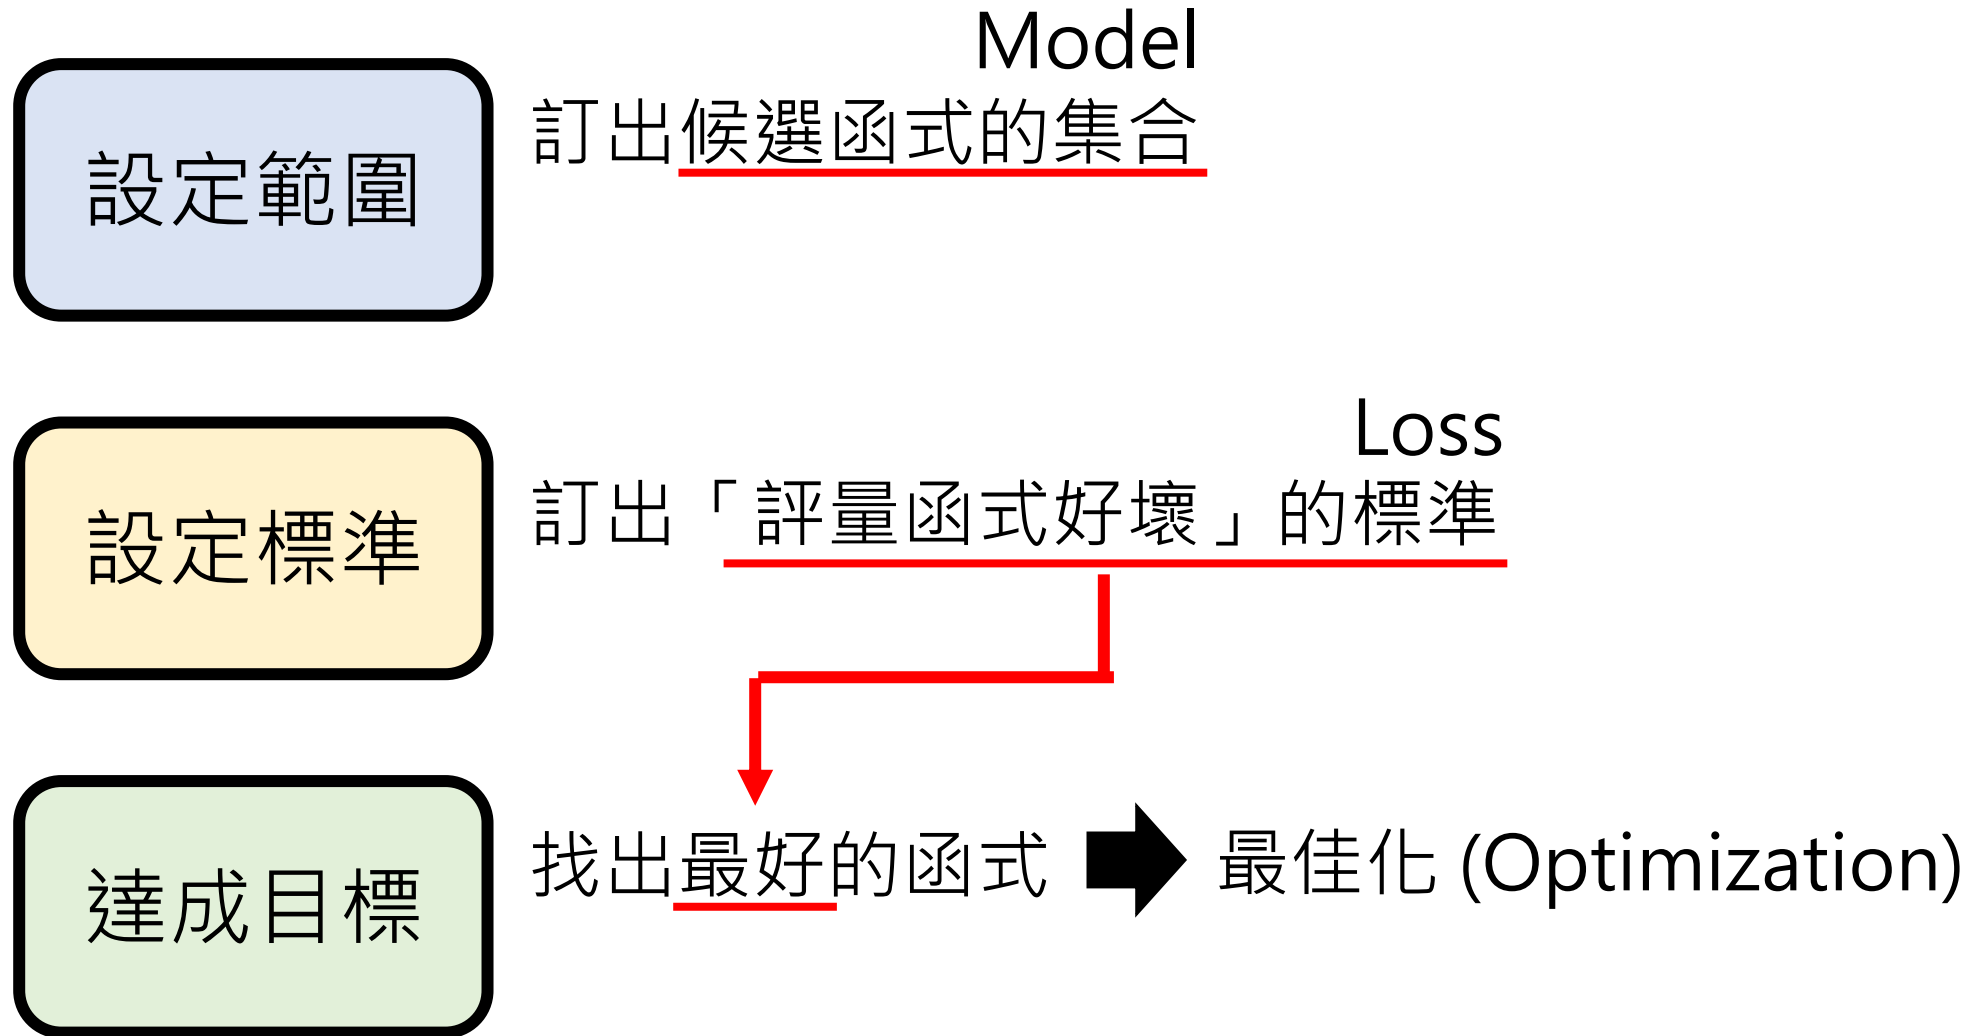 Model
設定範圍
訂出候選函式的集合
Loss
設定標準
訂出「評量函式好壞」的標準
達成目標
找出最好的函式
最佳化 (Optimization)